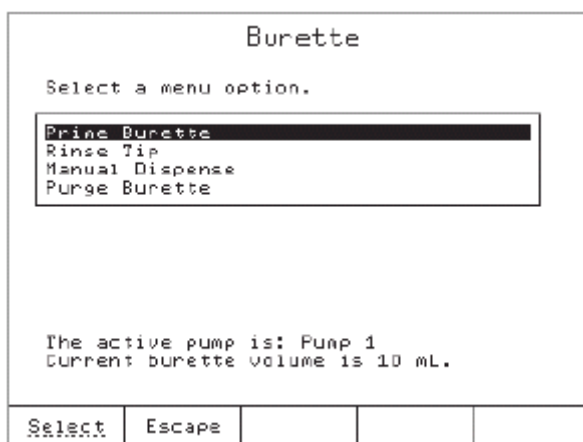 Burette
Select a menu option.
Prime Burette
Rinse Tip
Manual Dispense
Purge Burette
The active pump is: Pump 1
Current burette volume is 10 mL.
Select Escape